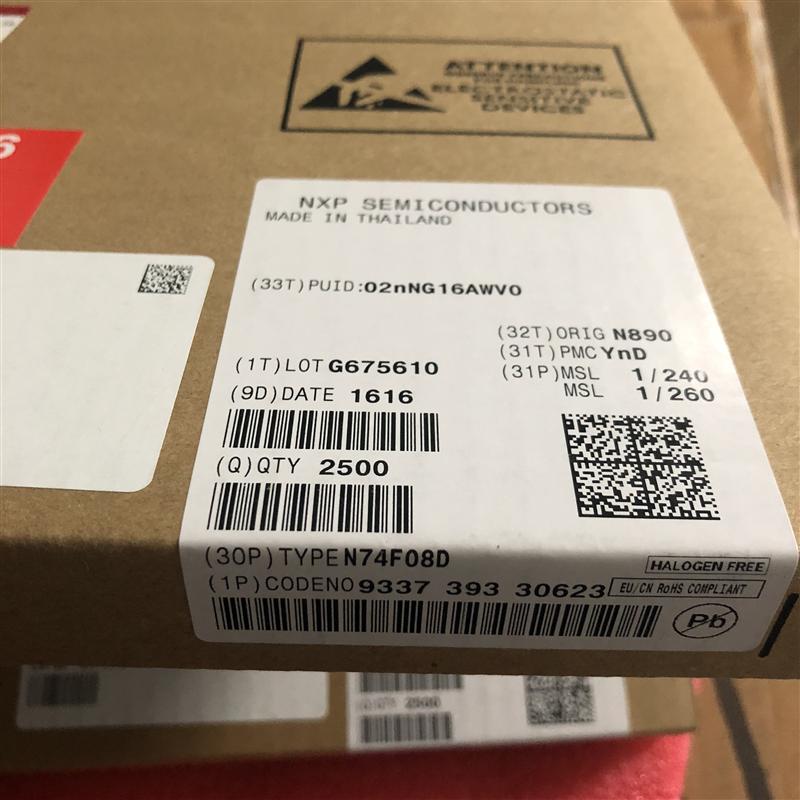 6
ATTENTION
ELECTROSTATIC
SENSITIVE
DEVICES
NXP SEMICONDUCTORS
MADE IN THAILAND
(33T)PUID:02nNG16AWV0
(32T)ORIG N890
(31T)PMC YnD
(1T)LOT G675610
(31P)MSL 1/240
MSL 1/260
(9D)DATE 1616
(Q)QTY 2500
(30P)TYPE N74F08D
HALOGEN FREE
(1P)CODENO 9337 393 30623
EU/CN RoHS COMPLIANT
Pb
(Q)QTY 2500